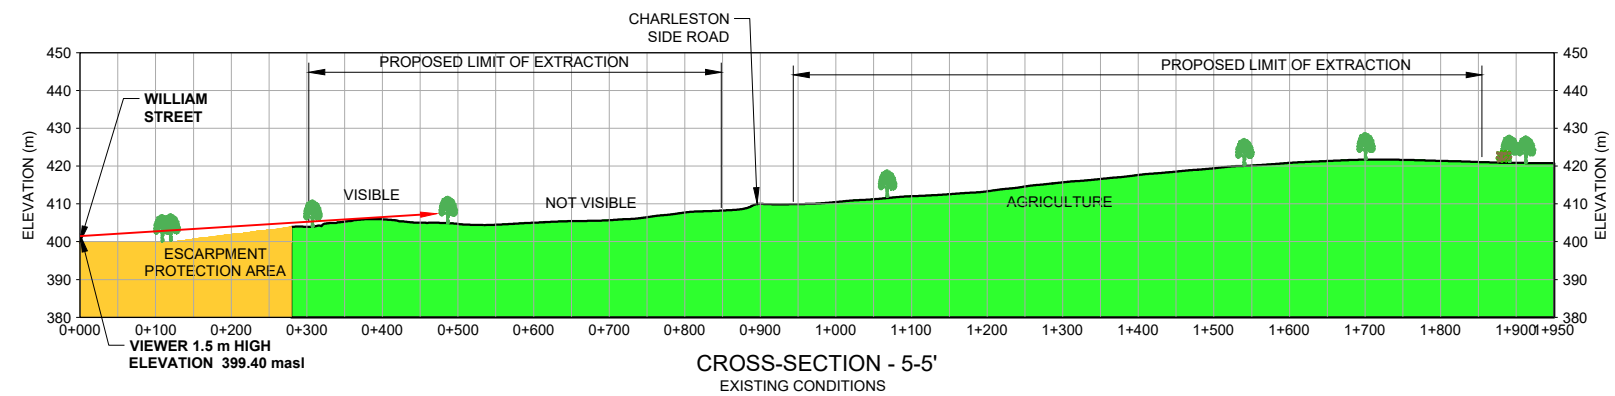 CHARLESTON
SIDE ROAD
450
440
430
420
410
400
390
380
ELEVATION (m)
PROPOSED LIMIT OF EXTRACTION
PROPOSED LIMIT OF EXTRACTION
WILLIAM
STREET
VISIBLE
NOT VISIBLE
AGRICULTURE
ESCARPMENT
PROTECTION AREA
450
440
430
420
410
400
390
380
ELEVATION (m)
0+000 0+100 0+200 0+300 0+400 0+500 0+600 0+700 0+800 0+900 1+000 1+100 1+200 1+300 1+400 1+500 1+600 1+700 1+800 1+900 1+950
VIEWER 1.5 m HIGH
ELEVATION 399.40 masl
CROSS-SECTION - 5-5'
EXISTING CONDITIONS